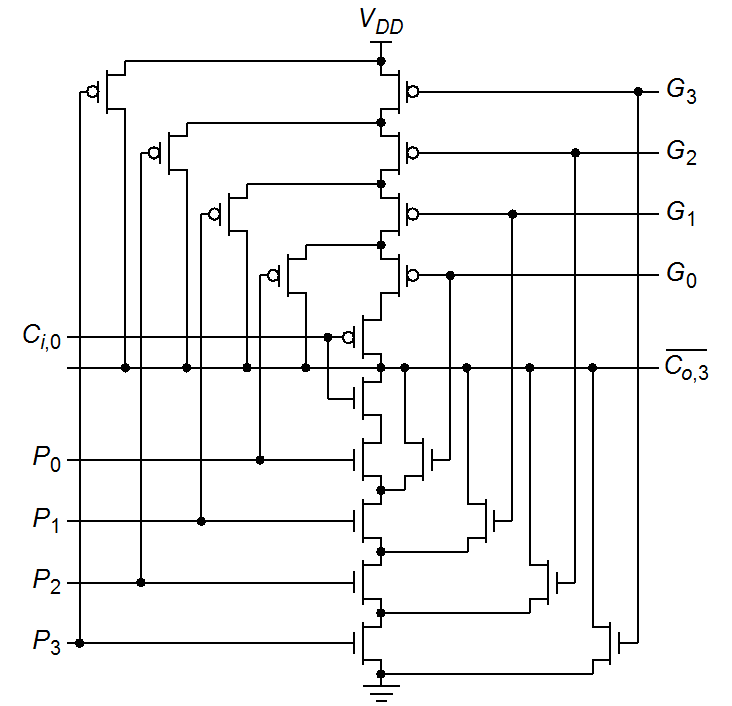 V_DD
G_3
G_2
G_1
G_0
C_i,0
\overline{C_o,3}
P_0
P_1
P_2
P_3